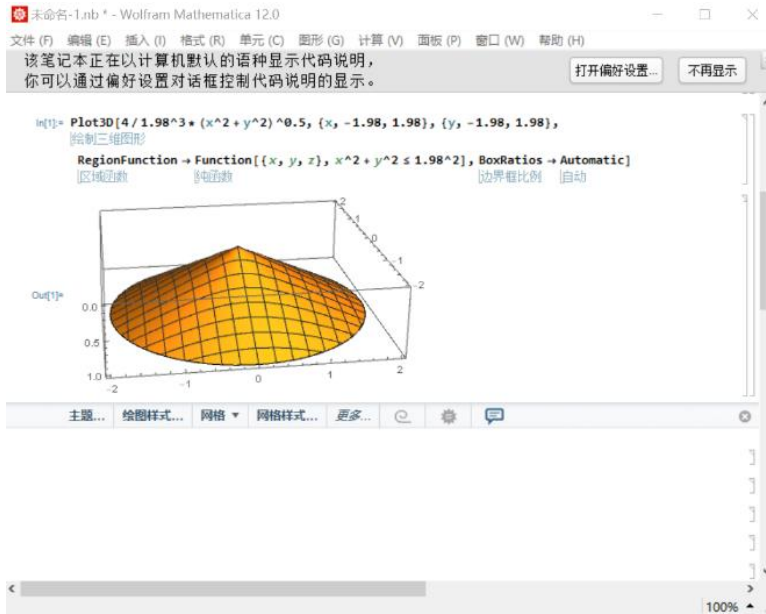 未命名-1.nb * - Wolfram Mathematica 12.0
文件 (F) 编辑 (E) 插入 (I) 格式 (R) 单元 (C) 图形 (G) 计算 (V) 面板 (P) 窗口 (W) 帮助 (H)
该笔记本正在以计算机默认的语种显示代码说明，
你可以通过偏好设置对话框控制代码说明的显示。
打开偏好设置... 不再显示
In[1]:= Plot3D[4 / 1.98^3 * (x^2 + y^2) ^0.5, {x, -1.98, 1.98}, {y, -1.98, 1.98},
绘制三维图形
RegionFunction → Function[{x, y, z}, x^2 + y^2 ≤ 1.98^2], BoxRatios → Automatic]
区域函数 纯函数 边界框比例 自动
2
1
0
-1
-2
Out[1]=
0.0
0.5
1.0
-2 -1 0 1 2
主题... 绘图样式... 网格 ▼ 网格样式... 更多...
100%